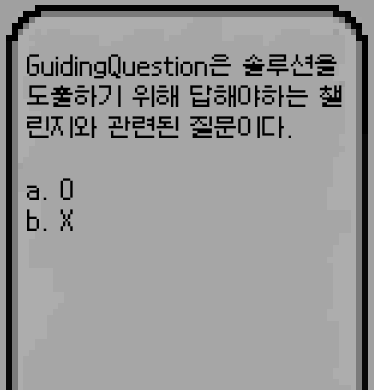 GuidingQuestion은 솔루션을
도출하기 위해 답해야하는 챌
린지와 관련된 질문이다.
a. O
b. X